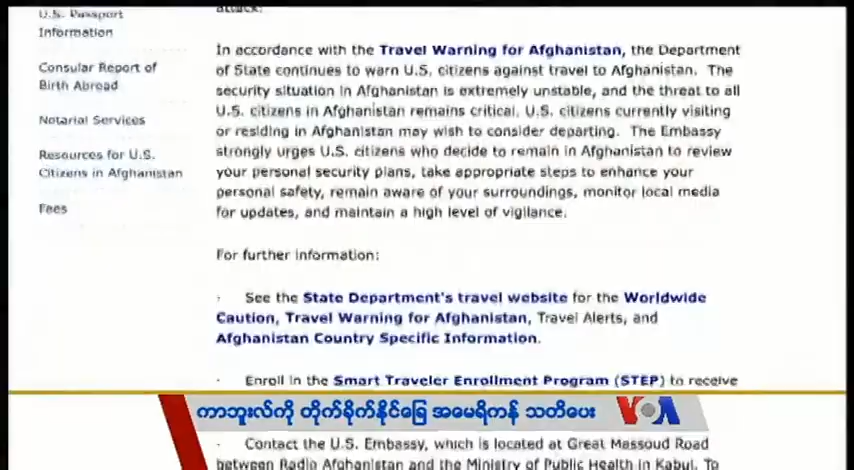 U.S. Passport
Information
Consular Report of
Birth Abroad
Notarial Services
Resources for U.S.
Citizens in Afghanistan
Fees
attack.
In accordance with the Travel Warning for Afghanistan, the Department
of State continues to warn U.S. citizens against travel to Afghanistan. The
security situation in Afghanistan is extremely unstable, and the threat to all
U.S. citizens in Afghanistan remains critical. U.S. citizens currently visiting
or residing in Afghanistan may wish to consider departing. The Embassy
strongly urges U.S. citizens who decide to remain in Afghanistan to review
your personal security plans, take appropriate steps to enhance your
personal safety, remain aware of your surroundings, monitor local media
for updates, and maintain a high level of vigilance.
For further information:
· See the State Department's travel website for the Worldwide
Caution, Travel Warning for Afghanistan, Travel Alerts, and
Afghanistan Country Specific Information.
· Enroll in the Smart Traveler Enrollment Program (STEP) to receive
ကာဘူးလ်ကို တိုက်ခိုက်နိုင်ခြေ အမေရိကန် သတိပေး VOA
· Contact the U.S. Embassy, which is located at Great Massoud Road
between Radio Afghanistan and the Ministry of Public Health in Kabul. To